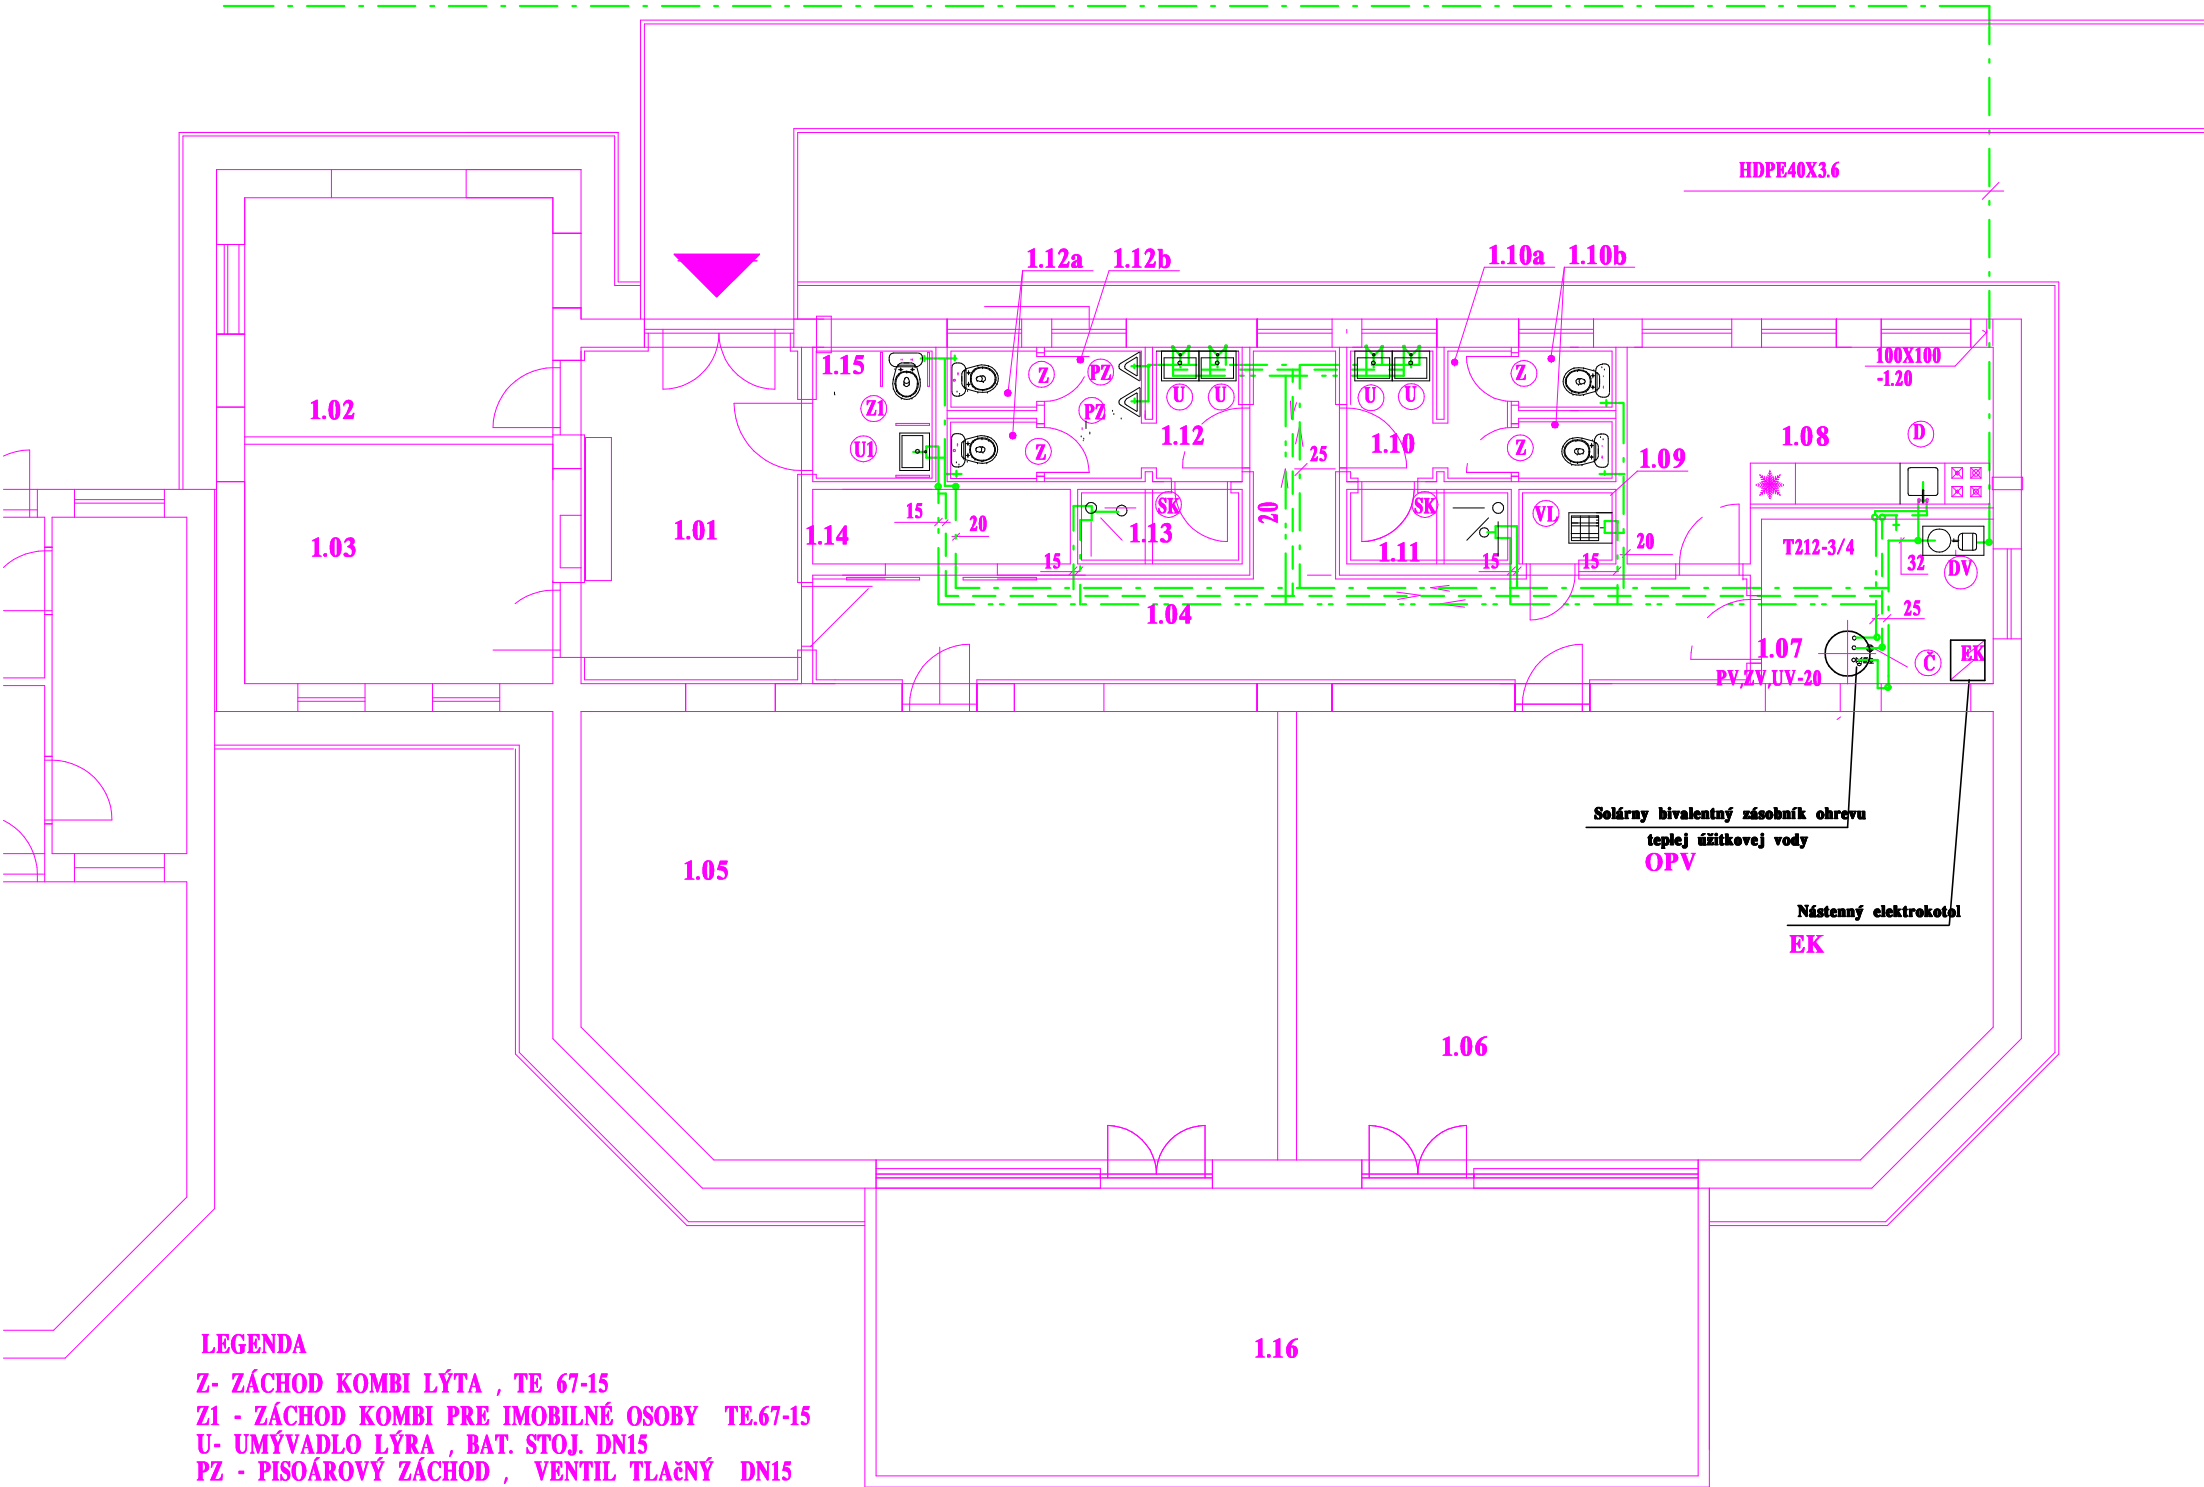 HDPE40X3.6
1.12a
1.12b
1.10a
1.10b
100X100
-1.20
1.15
Z
PZ
Z
Z1
U
U
U
U
PZ
1.02
1.12
1.10
1.08
D
U1
Z
Z
25
1.09
1.03
1.01
15
20
SK
20
SK
VL
1.14
1.13
1.11
20
T212-3/4
15
15
15
32
DV
1.04
25
1.07
Č
EK
PV,ZV,UV-20
Solárny bivalentný zásobník ohrevu
teplej úžitkovej vody
OPV
1.05
Nástenný elektrokotol
EK
1.06
1.16
LEGENDA
Z- ZÁCHOD KOMBI LÝTA , TE 67-15
Z1 - ZÁCHOD KOMBI PRE IMOBILNÉ OSOBY TE.67-15
U- UMÝVADLO LÝRA , BAT. STOJ. DN15
PZ - PISOÁROVÝ ZÁCHOD , VENTIL TLAčNÝ DN15